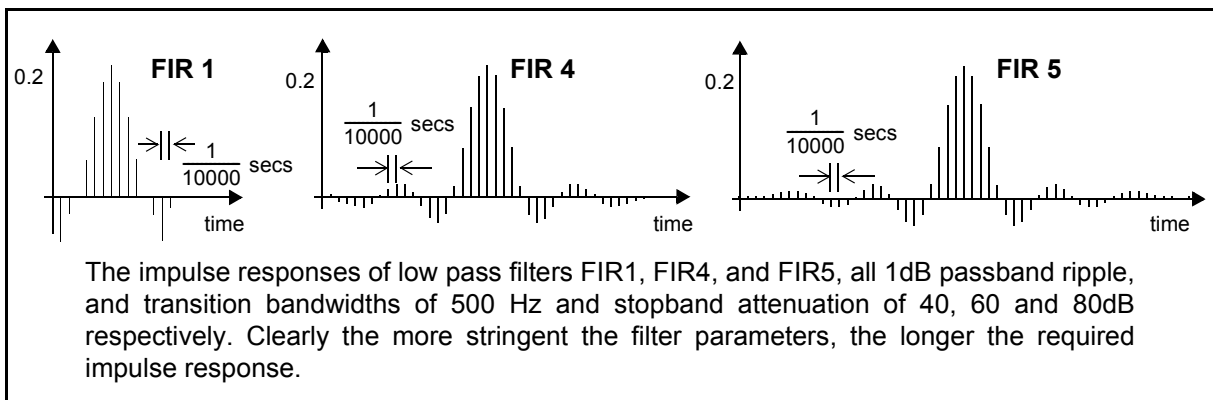 0.2
FIR 1
1
10000 secs
time
0.2
FIR 4
1
10000 secs
time
0.2
FIR 5
1
10000 secs
time
The impulse responses of low pass filters FIR1, FIR4, and FIR5, all 1dB passband ripple,
and transition bandwidths of 500 Hz and stopband attenuation of 40, 60 and 80dB
respectively. Clearly the more stringent the filter parameters, the longer the required
impulse response.